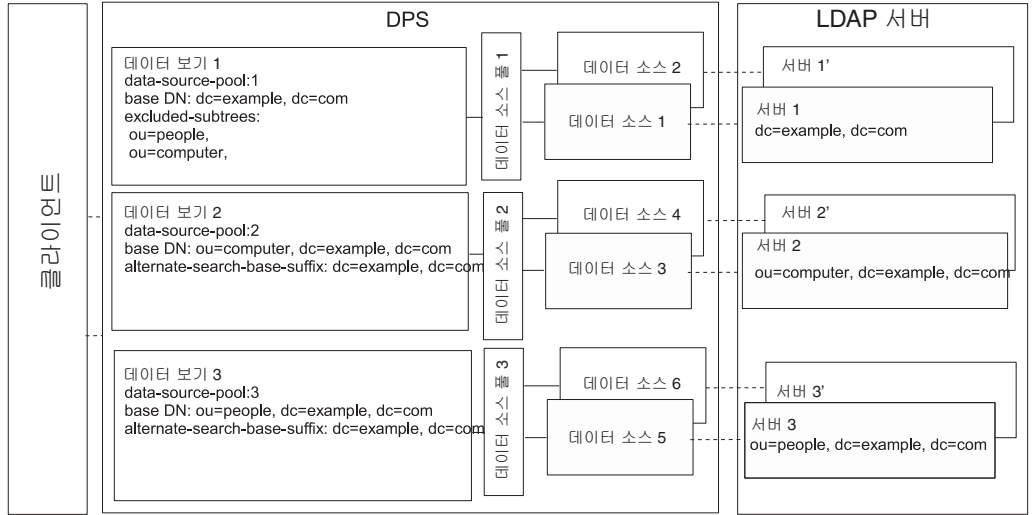 DPS
LDAP 서버
클라이언트
데이터 보기 1
data-source-pool:1
base DN: dc=example, dc=com
excluded-subtrees:
ou=people,
ou=computer,
데이터 소스 풀 1
데이터 소스 2
데이터 소스 1
서버 1’
서버 1
dc=example, dc=com
데이터 보기 2
data-source-pool:2
base DN: ou=computer, dc=example, dc=com
alternate-search-base-suffix: dc=example, dc=com
데이터 소스 풀2
데이터 소스 4
데이터 소스 3
서버 2’
서버 2
ou=computer, dc=example, dc=com
데이터 보기 3
data-source-pool:3
base DN: ou=people, dc=example, dc=com
alternate-search-base-suffix: dc=example, dc=com
데이터 소스 풀 3
데이터 소스 6
데이터 소스 5
서버 3’
서버 3
ou=people, dc=example, dc=com